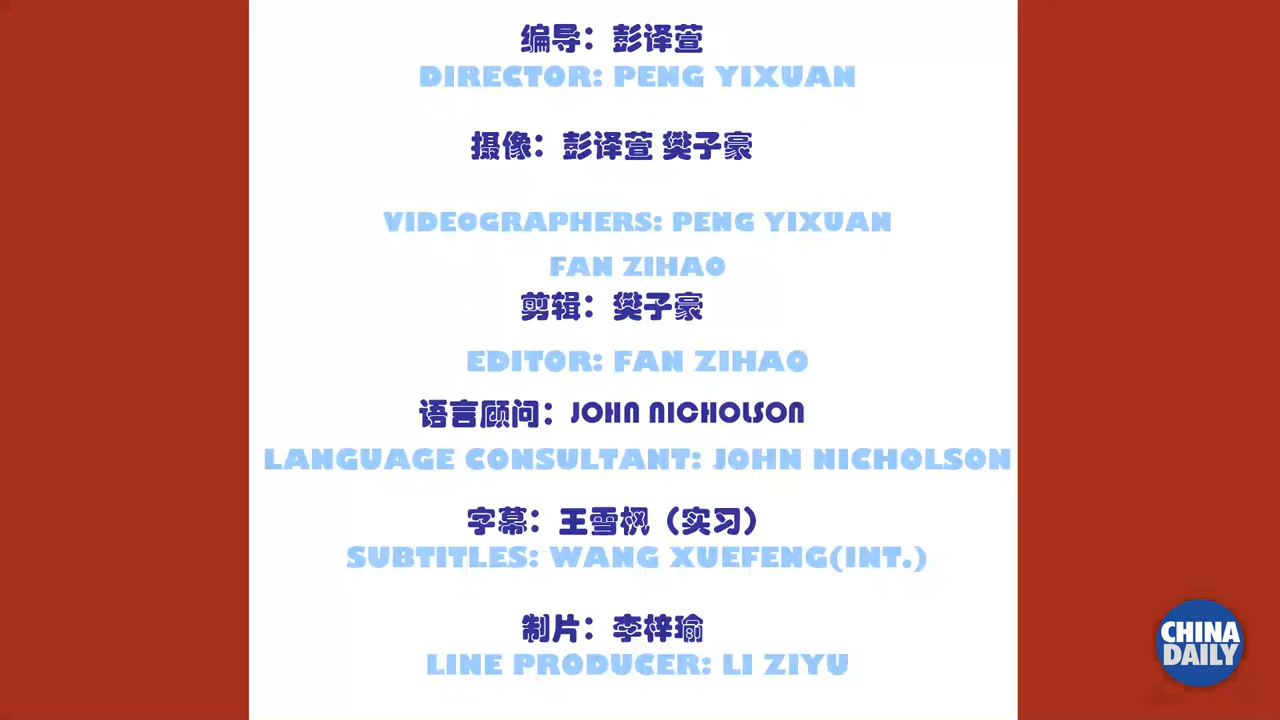 编导：彭译萱
DIRECTOR: PENG YIXUAN
摄像：彭译萱 樊子豪
VIDEOGRAPHERS: PENG YIXUAN
FAN ZIHAO
剪辑：樊子豪
EDITOR: FAN ZIHAO
语言顾问：JOHN NICHOLSON
LANGUAGE CONSULTANT: JOHN NICHOLSON
字幕：王雪枫（实习）
SUBTITLES: WANG XUEFENG(INT.)
制片：李梓瑜
LINE PRODUCER: LI ZIYU
CHINA
DAILY